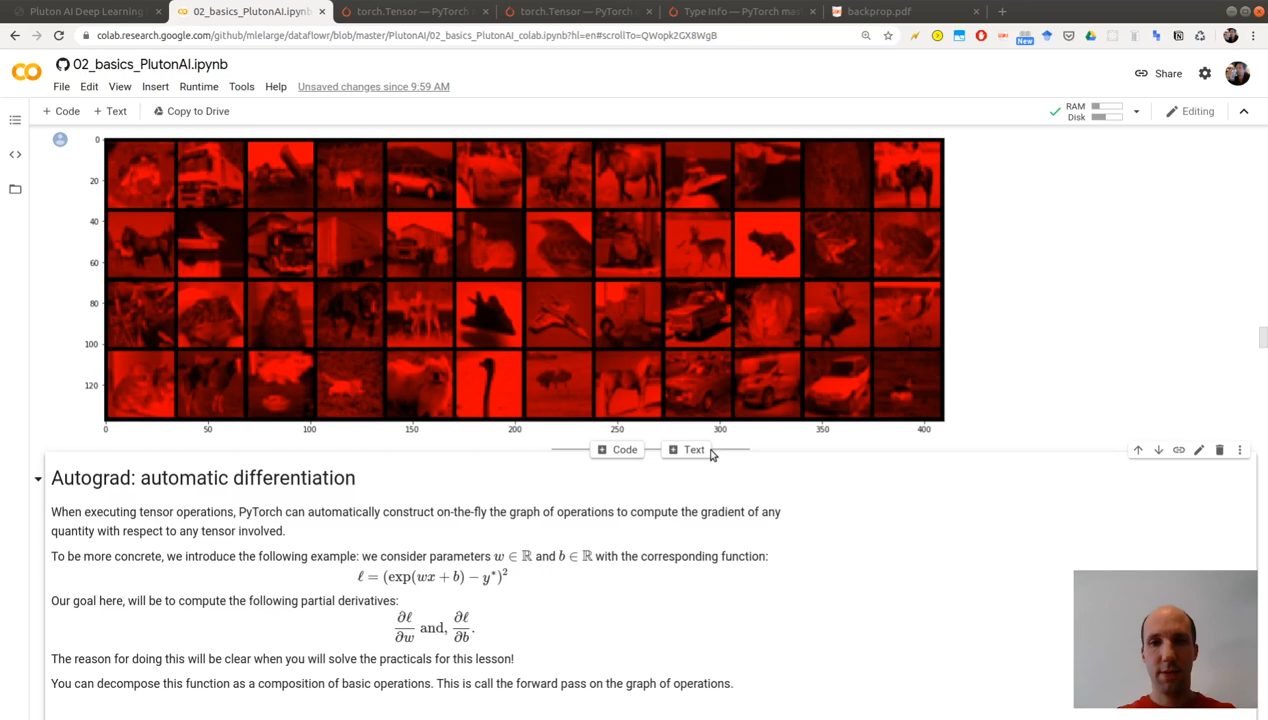 Pluton AI Deep Learning
02_basics_PlutonAI.ipynb
torch.Tensor — PyTorch
torch.Tensor — PyTorch
Type Info — PyTorch mas
backprop.pdf
colab.research.google.com/github/mlelarge/dataflowr/blob/master/PlutonAI/02_basics_PlutonAI_colab.ipynb?hl=en#scrollTo=QWopk2GX8WgB
New
02_basics_PlutonAI.ipynb
Share
File Edit View Insert Runtime Tools Help Unsaved changes since 9:59 AM
+ Code + Text Copy to Drive
RAM
Disk
Editing
0
20
40
60
80
100
120
0 50 100 150 200 250 300 350 400
Code Text
Autograd: automatic differentiation
When executing tensor operations, PyTorch can automatically construct on-the-fly the graph of operations to compute the gradient of any
quantity with respect to any tensor involved.
To be more concrete, we introduce the following example: we consider parameters w ∈ ℝ and b ∈ ℝ with the corresponding function:
ℓ = (exp(wx + b) − y*)²
Our goal here, will be to compute the following partial derivatives:
∂ℓ/∂w and, ∂ℓ/∂b.
The reason for doing this will be clear when you will solve the practicals for this lesson!
You can decompose this function as a composition of basic operations. This is call the forward pass on the graph of operations.